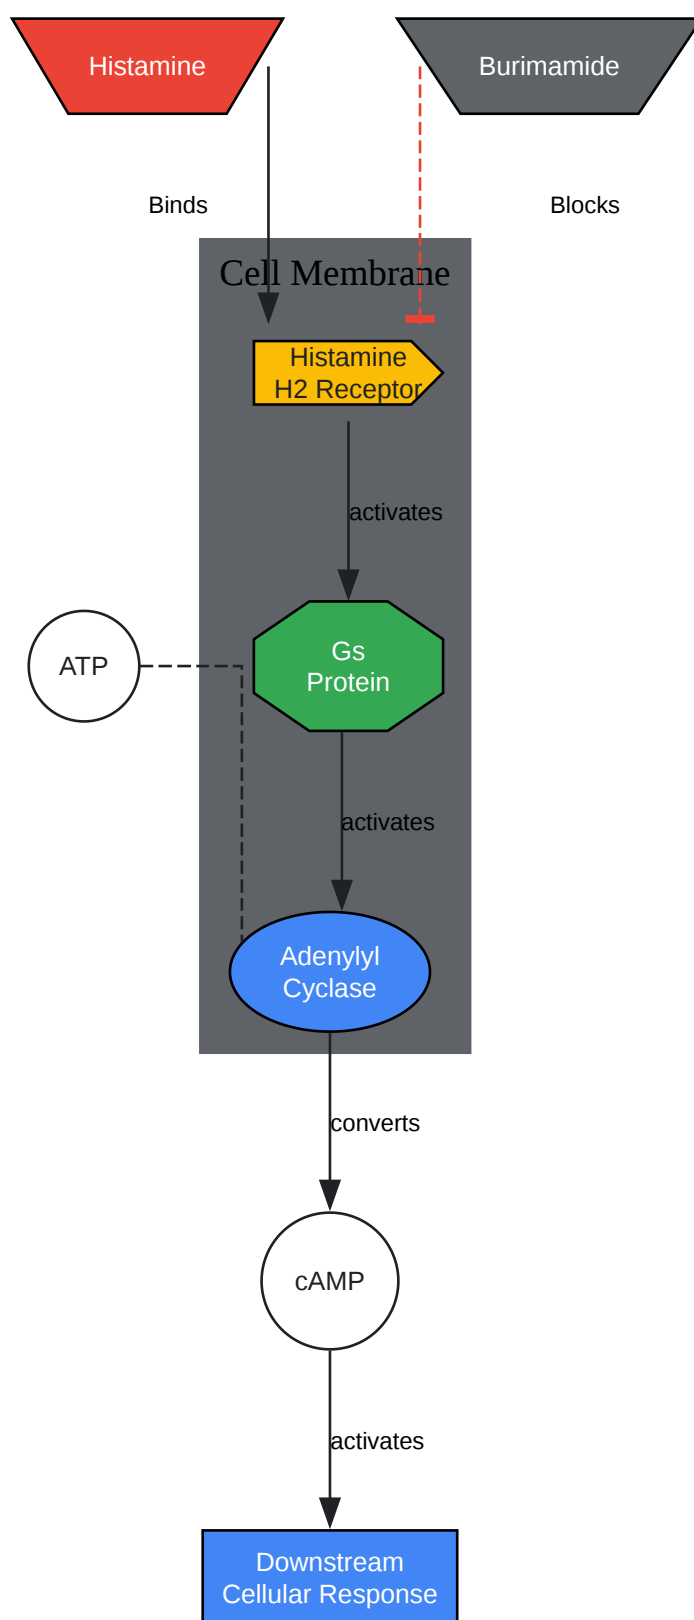 Histamine
Burimamide
Binds
Blocks
Cell Membrane
Histamine
H2 Receptor
activates
ATP
Gs
Protein
activates
Adenylyl
Cyclase
converts
cAMP
activates
Downstream
Cellular Response